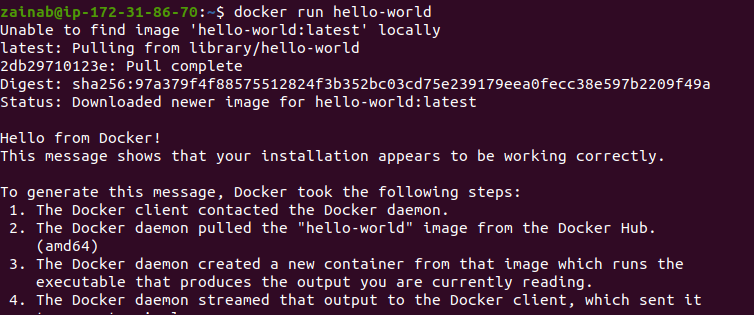 zainab@ip-172-31-86-70:~$ docker run hello-world
Unable to find image 'hello-world:latest' locally
latest: Pulling from library/hello-world
2db29710123e: Pull complete
Digest: sha256:97a379f4f88575512824f3b352bc03cd75e239179eea0fecc38e597b2209f49a
Status: Downloaded newer image for hello-world:latest

Hello from Docker!
This message shows that your installation appears to be working correctly.

To generate this message, Docker took the following steps:
 1. The Docker client contacted the Docker daemon.
 2. The Docker daemon pulled the "hello-world" image from the Docker Hub.
    (amd64)
 3. The Docker daemon created a new container from that image which runs the
    executable that produces the output you are currently reading.
 4. The Docker daemon streamed that output to the Docker client, which sent it